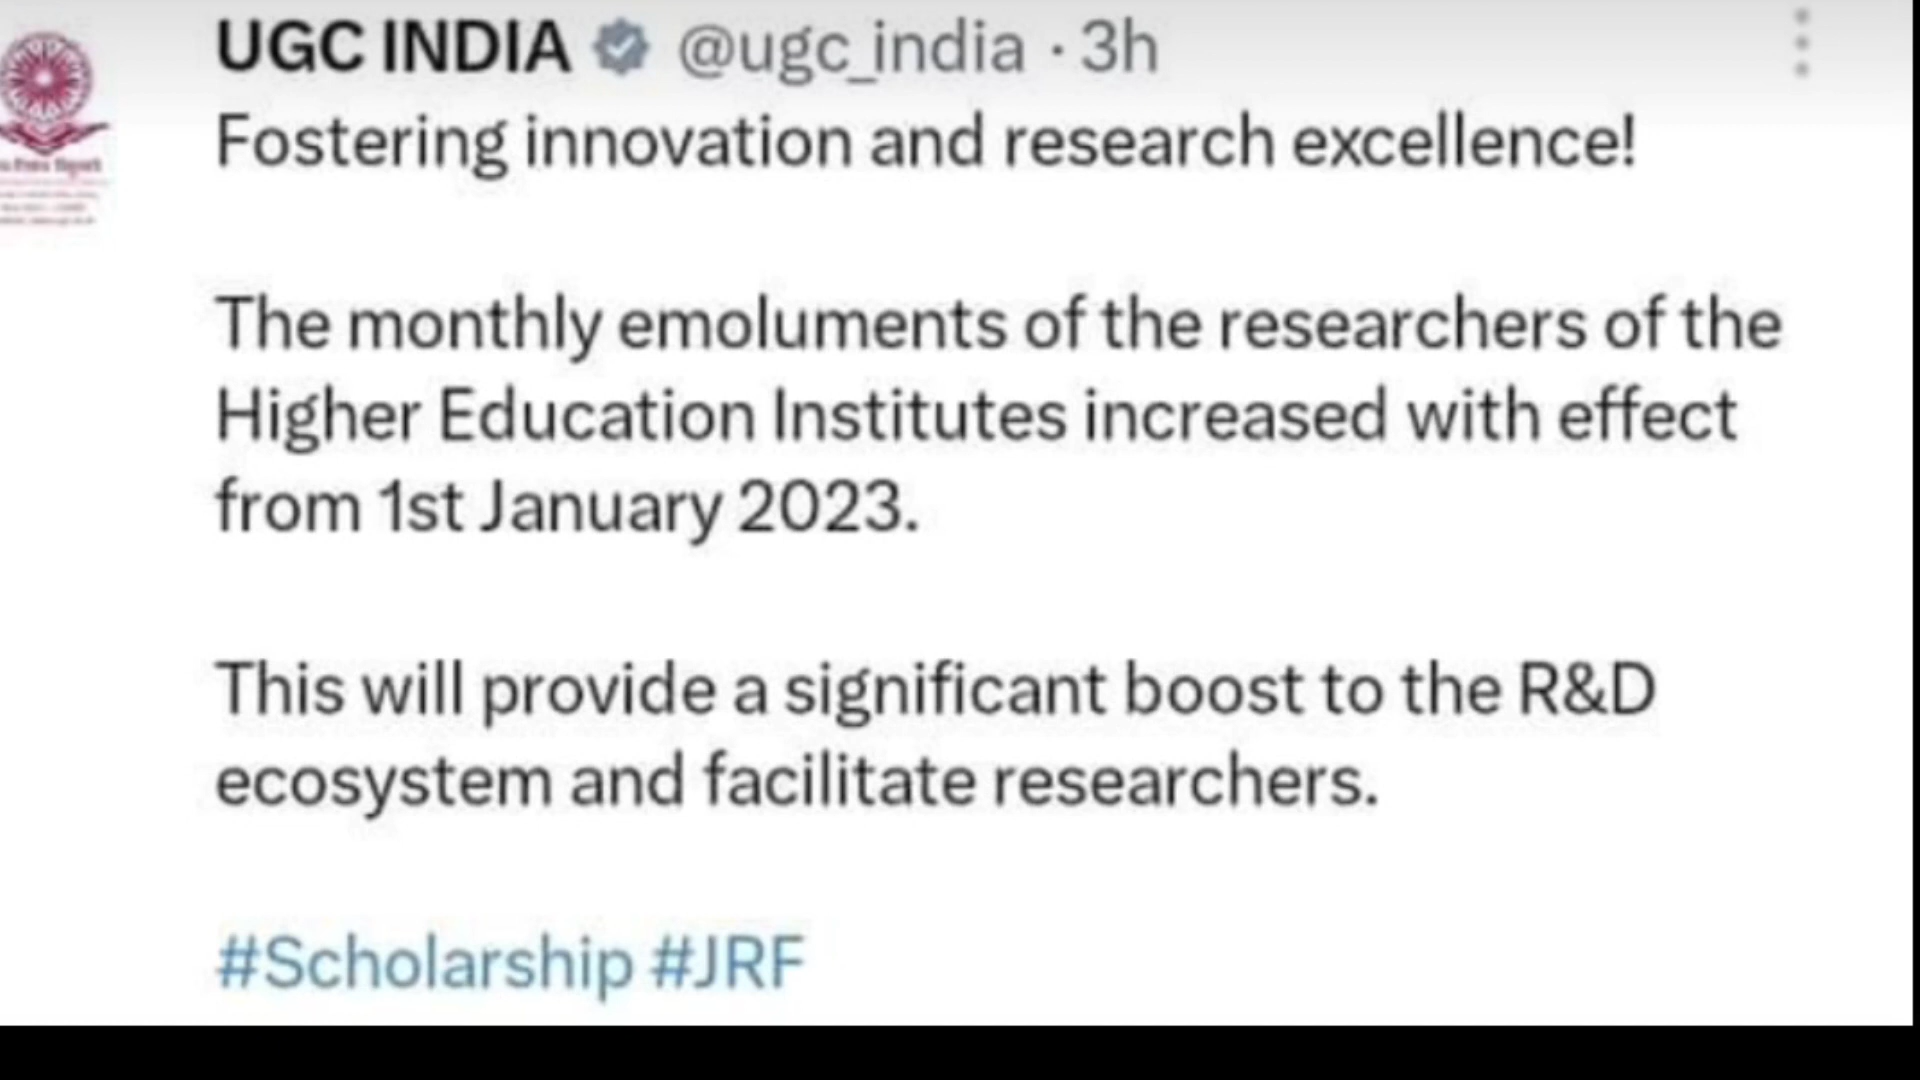 UGC INDIA @ugc_india · 3h
Fostering innovation and research excellence!
The monthly emoluments of the researchers of the
Higher Education Institutes increased with effect
from 1st January 2023.
This will provide a significant boost to the R&D
ecosystem and facilitate researchers.
#Scholarship #JRF